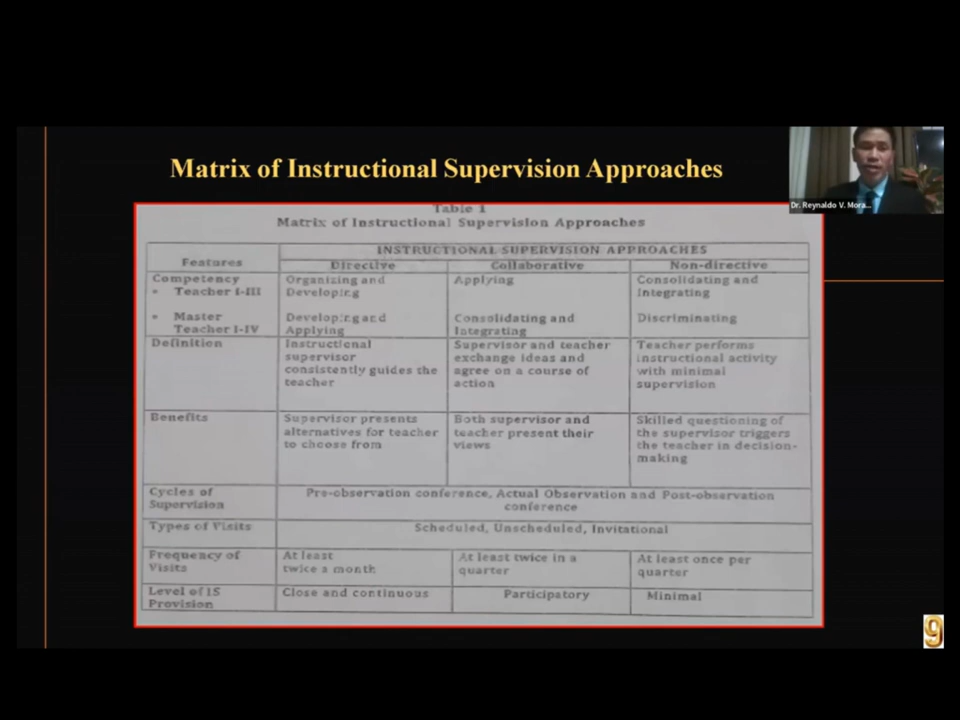 Matrix of Instructional Supervision Approaches
Dr. Reynaldo V. Mora...
Table 1
Matrix of Instructional Supervision Approaches
Features
INSTRUCTIONAL SUPERVISION APPROACHES
Directive
Collaborative
Non-directive
Competency
• Teacher I-III
• Master
Teacher I-IV
Organizing and
Developing
Developing and
Applying
Applying
Consolidating and
Integrating
Consolidating and
Integrating
Discriminating
Definition
Instructional
supervisor
consistently guides the
teacher
Supervisor and teacher
exchange ideas and
agree on a course of
action
Teacher performs
instructional activity
with minimal
supervision
Benefits
Supervisor presents
alternatives for teacher
to choose from
Both supervisor and
teacher present their
views
Skilled questioning of
the supervisor triggers
the teacher in decision-
making
Cycles of
Supervision
Pre-observation conference, Actual Observation and Post-observation
conference
Types of Visits
Scheduled, Unscheduled, Invitational
Frequency of
Visits
At least
twice a month
At least twice in a
quarter
At least once per
quarter
Level of IS
Provision
Close and continuous
Participatory
Minimal
9